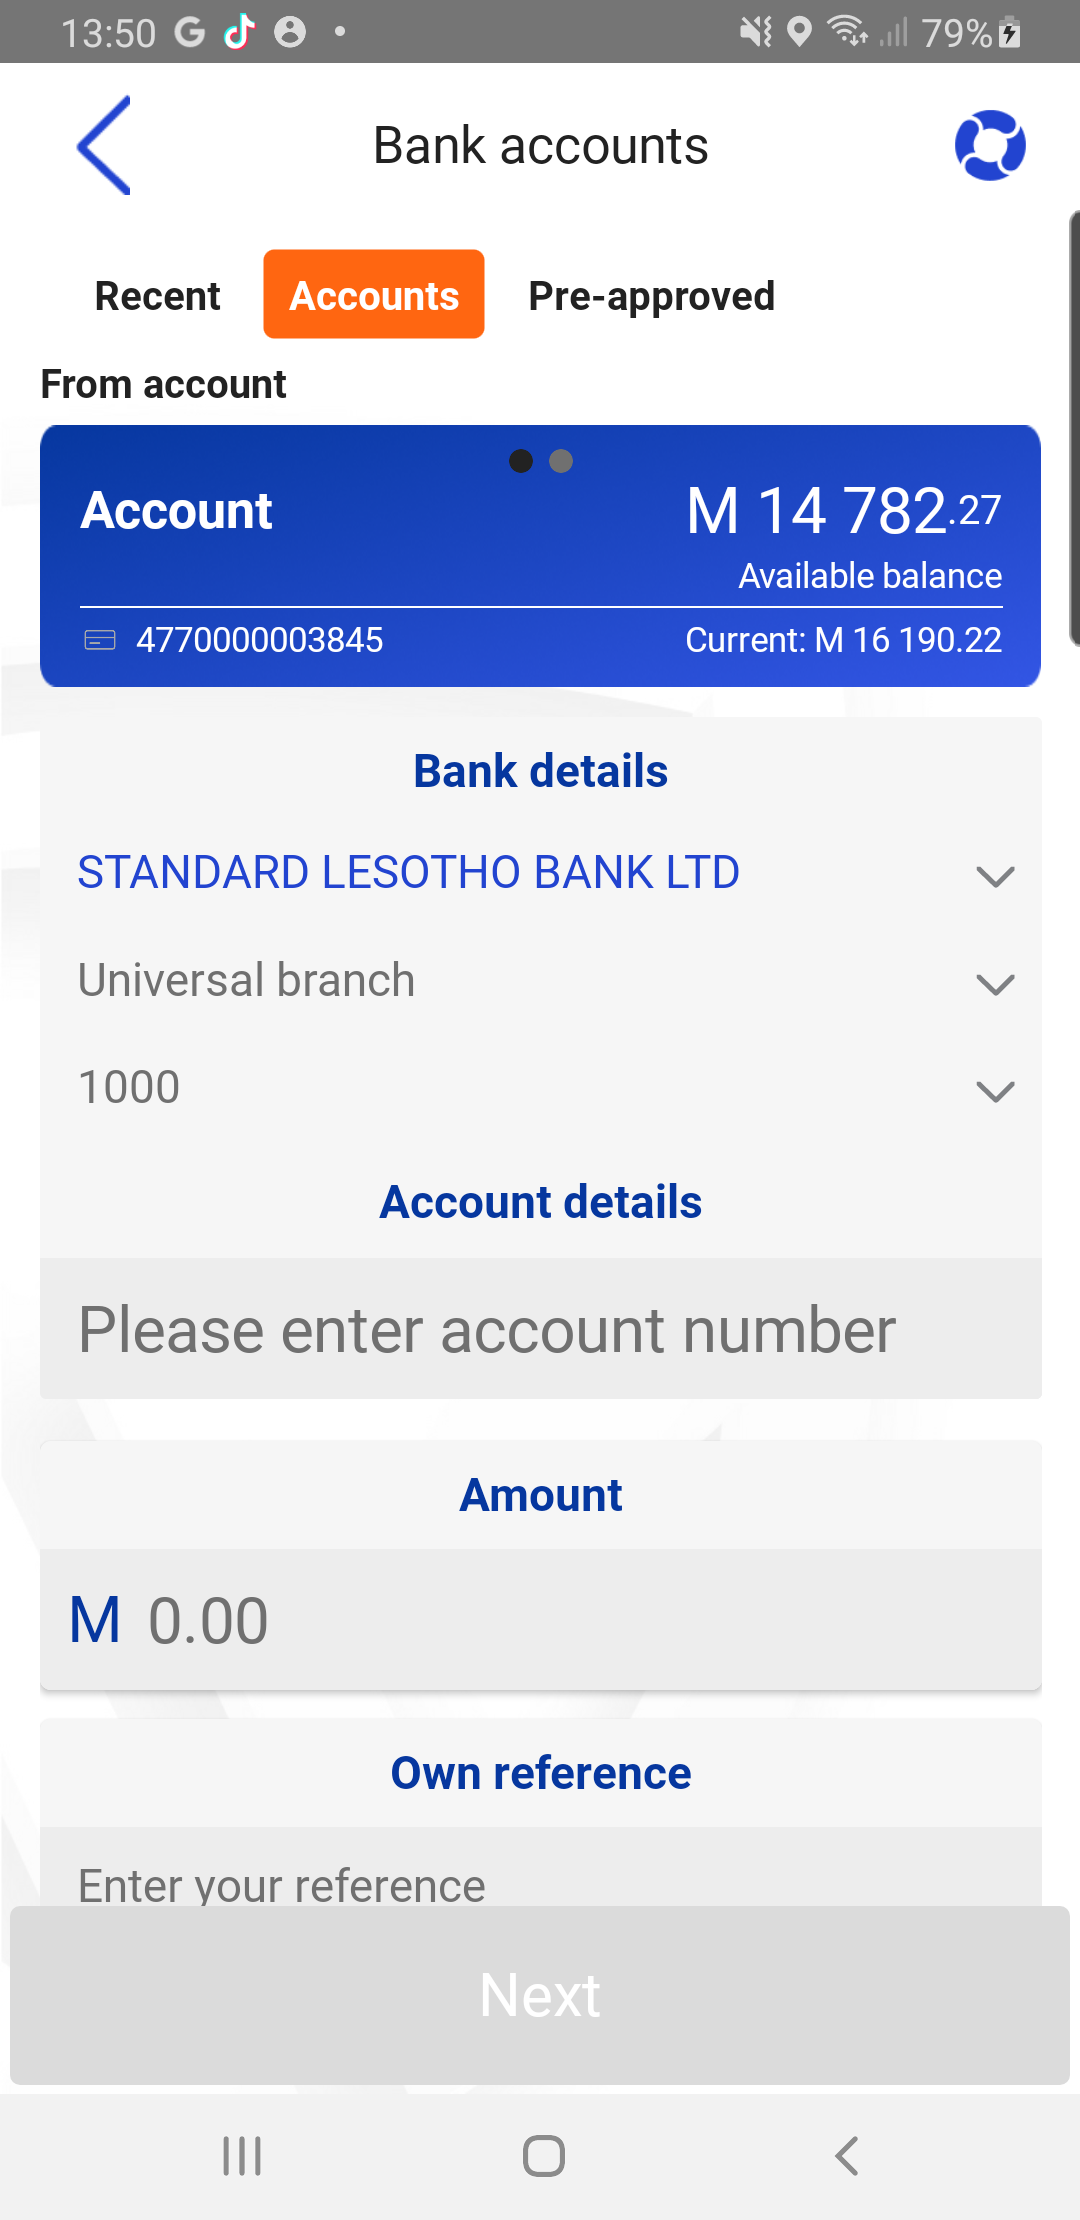 13:50
79%
Bank accounts
Recent Accounts Pre-approved
From account
Account M 14 782.27
Available balance
4770000003845 Current: M 16 190.22
Bank details
STANDARD LESOTHO BANK LTD
Universal branch
1000
Account details
Please enter account number
Amount
M 0.00
Own reference
Enter your reference
Next